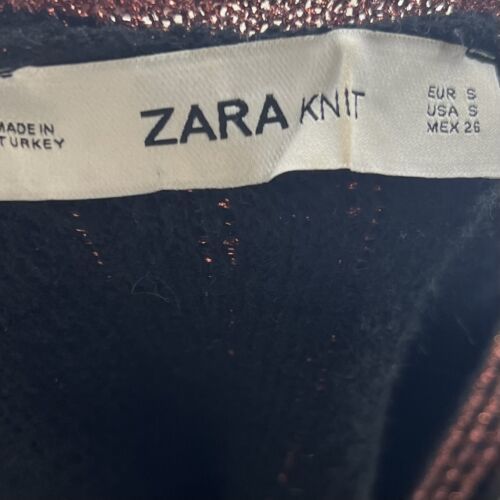 MADE IN
TURKEY
ZARA KNIT
EUR S
USA S
MEX 26